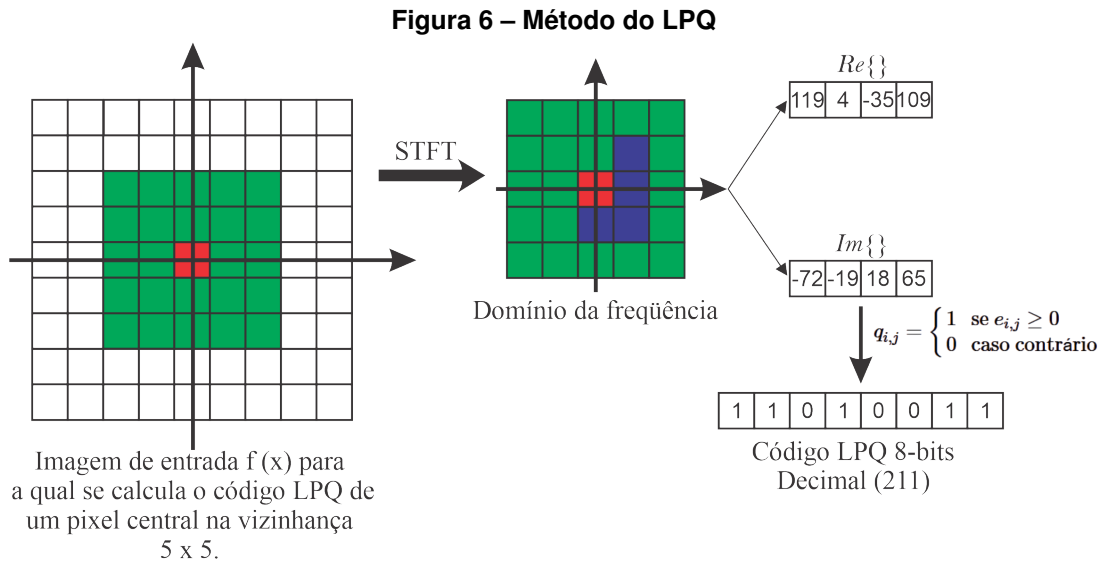 Figura 6 – Método do LPQ
STFT
Re{}
119 4 -35 109
Im{}
-72 -19 18 65
q_{i,j} = { 1 se e_{i,j} ≥ 0
0 caso contrário
1 1 0 1 0 0 1 1
Código LPQ 8-bits
Decimal (211)
Domínio da freqüência
Imagem de entrada f (x) para
a qual se calcula o código LPQ de
um pixel central na vizinhança
5 x 5.